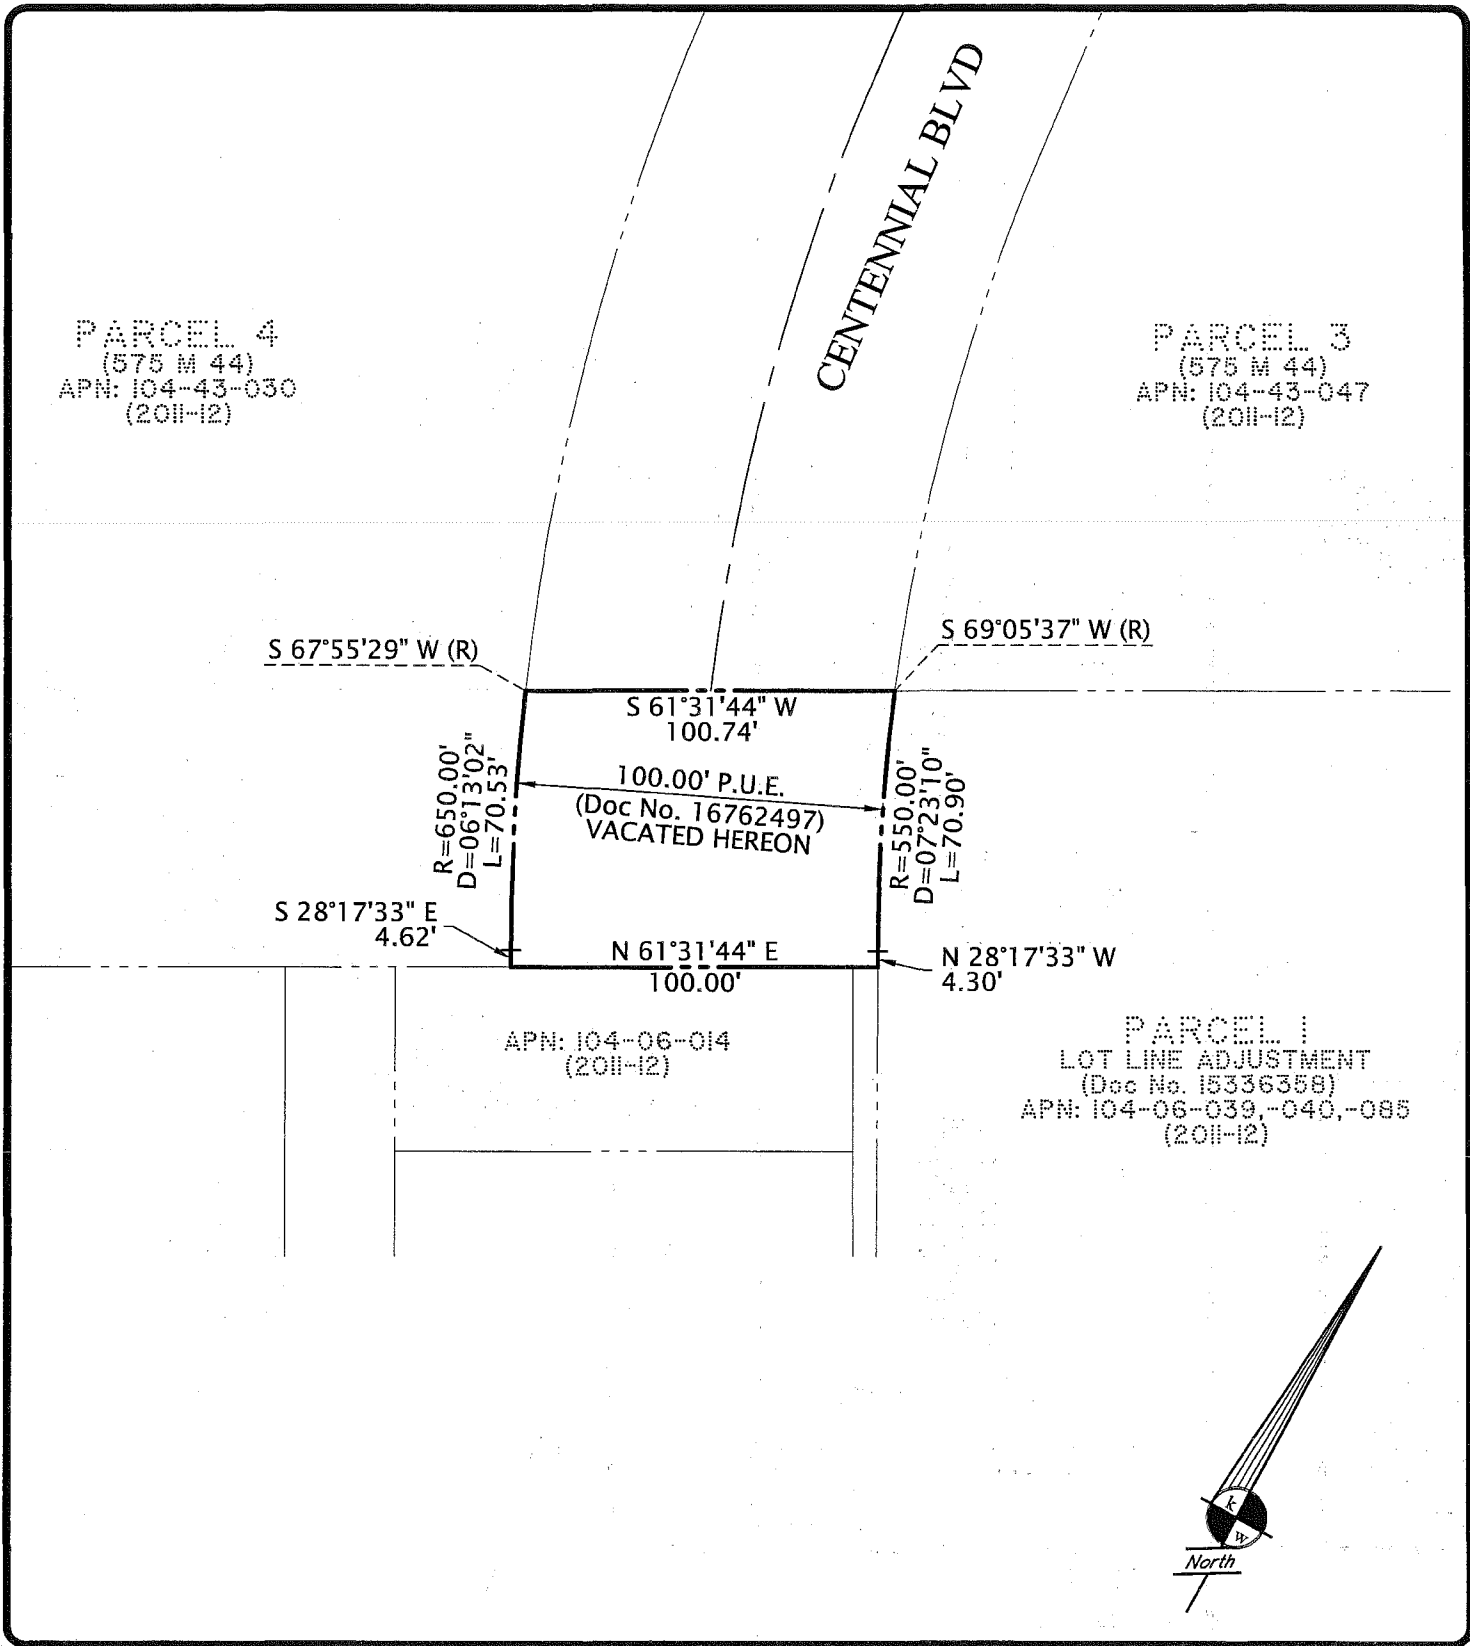 CENTENNIAL BLVD
PARCEL 4
(575 M 44)
APN: 104-43-030
(2011-12)
PARCEL 3
(575 M 44)
APN: 104-43-047
(2011-12)
S 67°55'29" W (R)
S 69°05'37" W (R)
S 61°31'44" W
100.74'
R=650.00'
D=06°13'02"
L=70.53'
100.00' P.U.E.
(Doc No. 16762497)
VACATED HEREON
R=550.00'
D=07°23'10"
L=70.90'
S 28°17'33" E
4.62'
N 61°31'44" E
100.00'
N 28°17'33" W
4.30'
APN: 104-06-014
(2011-12)
PARCEL 1
LOT LINE ADJUSTMENT
(Doc No. 15336358)
APN: 104-06-039,-040,-085
(2011-12)
k
w
North